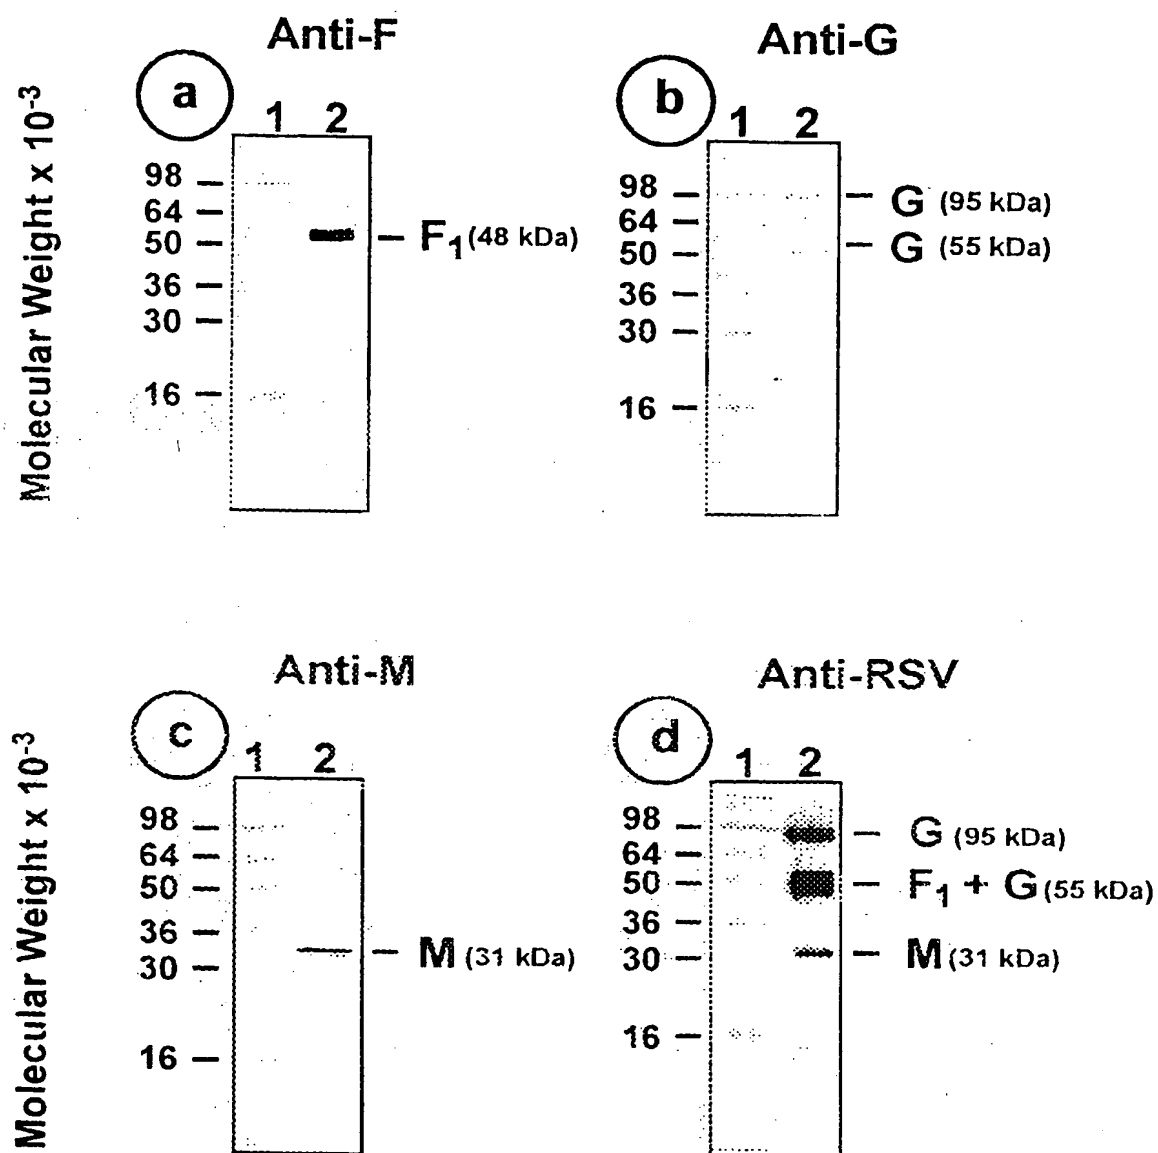 Anti-F
a
1 2
Molecular Weight x 10⁻³
98
64
50
36
30
16
F₁ (48 kDa)
Anti-G
b
1 2
98
64
50
36
30
16
G (95 kDa)
G (55 kDa)
Anti-M
c
1 2
Molecular Weight x 10⁻³
98
64
50
36
30
16
M (31 kDa)
Anti-RSV
d
1 2
98
64
50
36
30
16
G (95 kDa)
F₁ + G (55 kDa)
M (31 kDa)